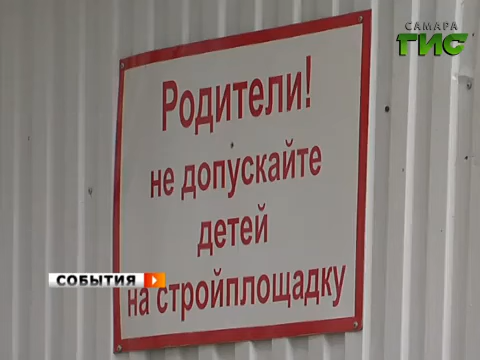 САМАРА
ГИС
Родители!
не допускайте
детей
на стройплощадку
СОБЫТИЯ